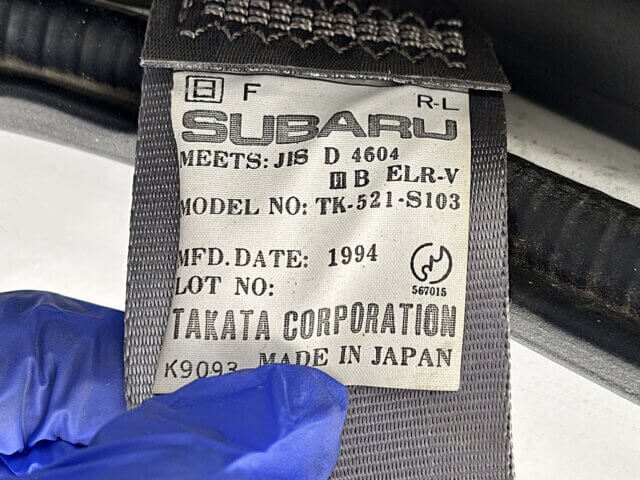 日 F R-L
SUBARU
MEETS: JIS D 4604
ⅢB ELR-V
MODEL NO: TK-521-S103
MFD. DATE: 1994
567015
LOT NO:
TAKATA CORPORATION
K9093 MADE IN JAPAN